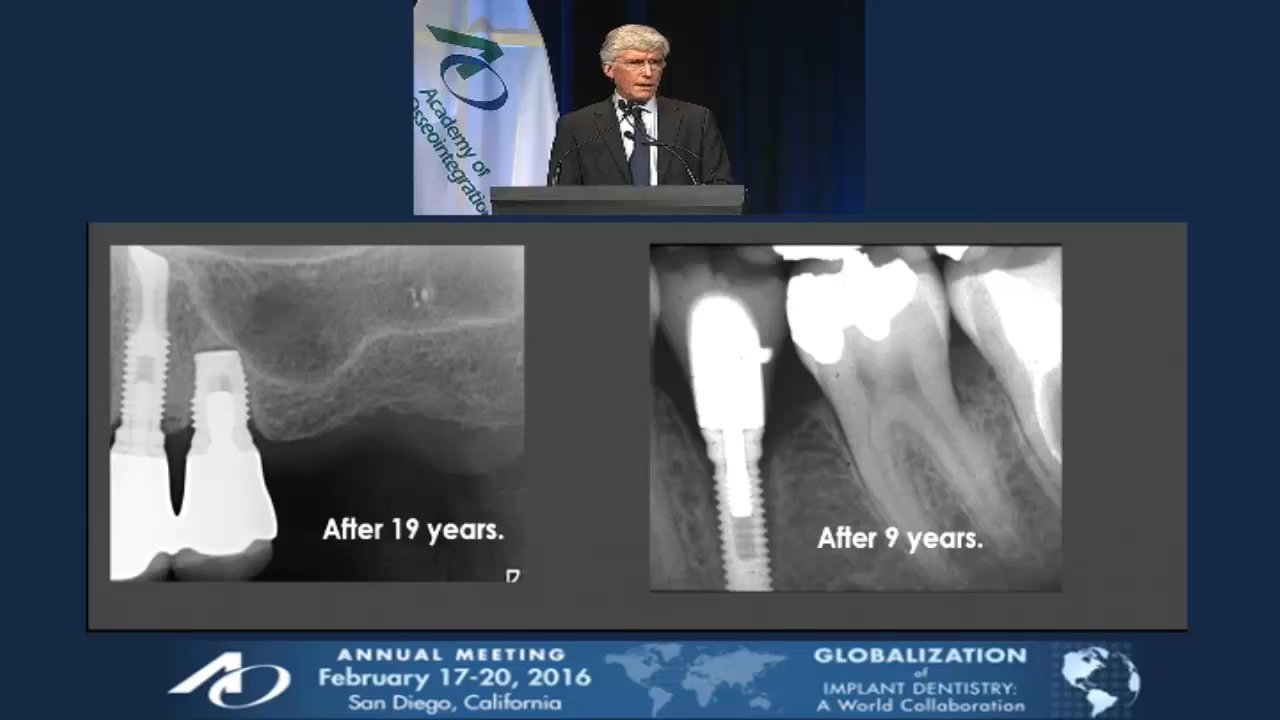 Academy of
Osseointegration
After 19 years.
After 9 years.
ANNUAL MEETING
February 17-20, 2016
San Diego, California
GLOBALIZATION
of
IMPLANT DENTISTRY:
A World Collaboration